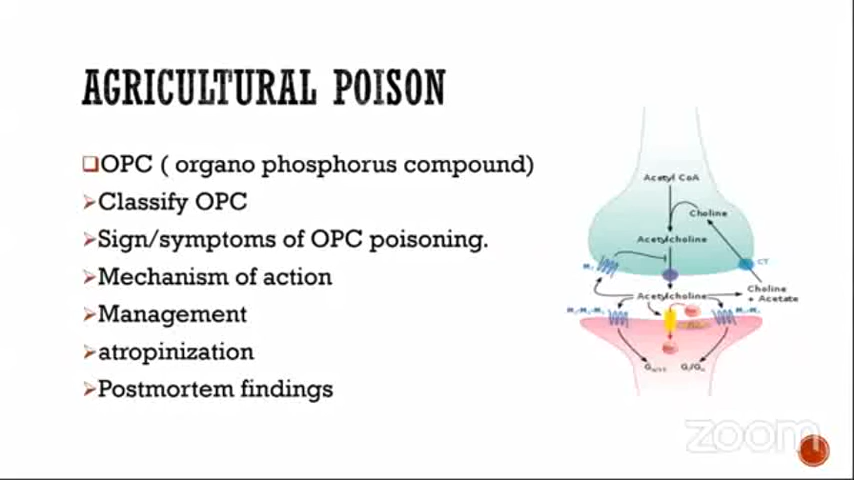 AGRICULTURAL POISON
❑OPC ( organo phosphorus compound)
➢Classify OPC
➢Sign/symptoms of OPC poisoning.
➢Mechanism of action
➢Management
➢atropinization
➢Postmortem findings
Acetyl CoA
Choline
Acetylcholine
CT
Acetylcholine
Choline
+ Acetate
zoom